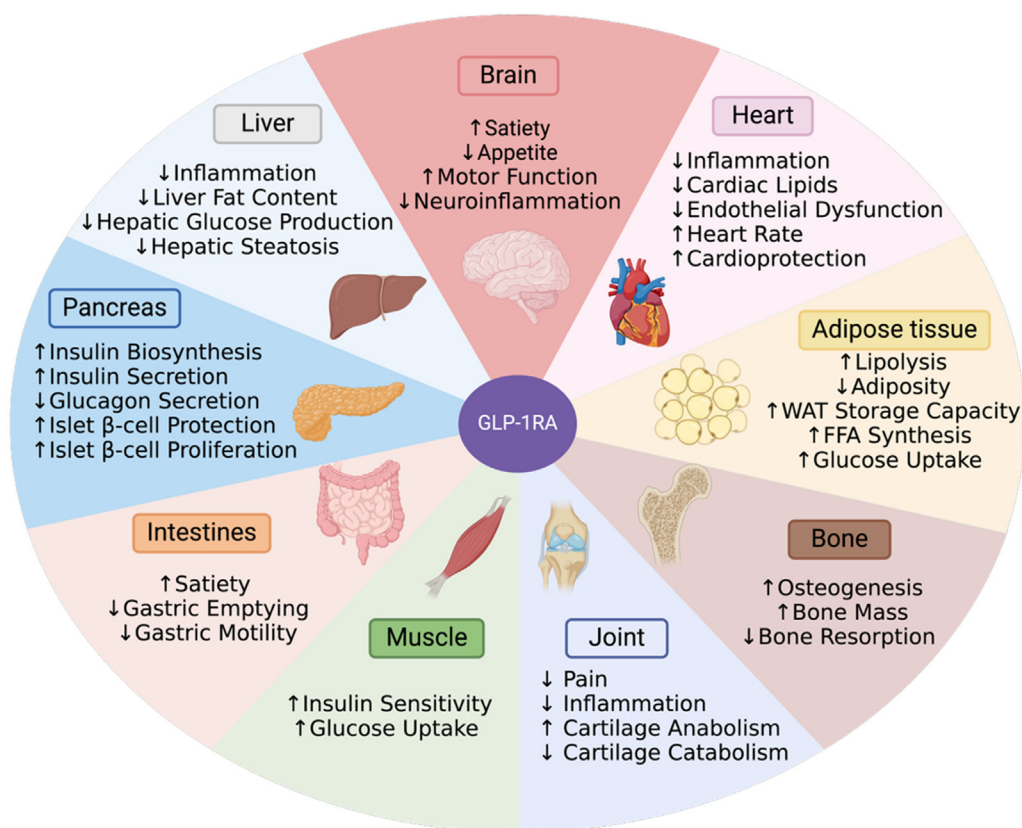 Brain
↑Satiety
↓Appetite
↑Motor Function
↓Neuroinflammation
Heart
↓Inflammation
↓Cardiac Lipids
↓Endothelial Dysfunction
↑Heart Rate
↑Cardioprotection
Adipose tissue
↑Lipolysis
↓Adiposity
↑WAT Storage Capacity
↑FFA Synthesis
↑Glucose Uptake
Bone
↑Osteogenesis
↑Bone Mass
↓Bone Resorption
Joint
↓ Pain
↓ Inflammation
↑ Cartilage Anabolism
↓ Cartilage Catabolism
Muscle
↑Insulin Sensitivity
↑Glucose Uptake
Intestines
↑Satiety
↓Gastric Emptying
↓Gastric Motility
Pancreas
↑Insulin Biosynthesis
↑Insulin Secretion
↓Glucagon Secretion
↑Islet β-cell Protection
↑Islet β-cell Proliferation
Liver
↓Inflammation
↓Liver Fat Content
↓Hepatic Glucose Production
↓Hepatic Steatosis
GLP-1RA